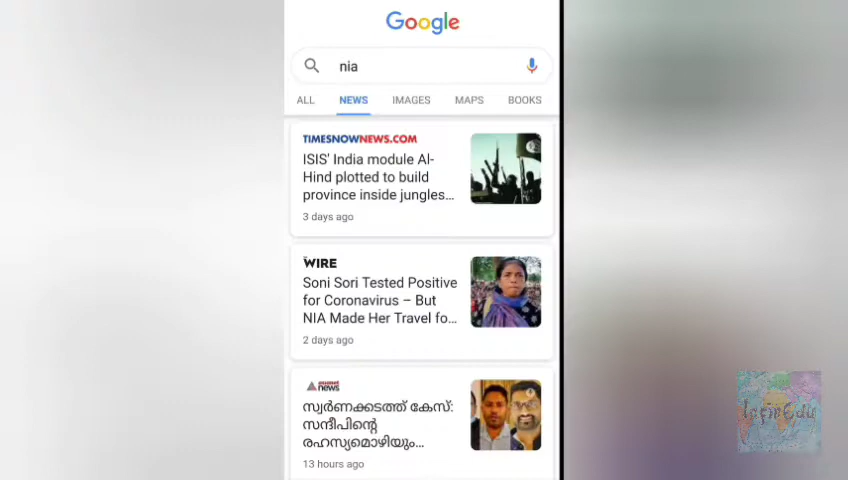 Google
nia
ALL NEWS IMAGES MAPS BOOKS
TIMESNOWNEWS.COM
ISIS' India module Al-
Hind plotted to build
province inside jungles...
3 days ago
WIRE
Soni Sori Tested Positive
for Coronavirus – But
NIA Made Her Travel fo...
2 days ago
asianet
news
സ്വർണക്കടത്ത് കേസ്:
സന്ദീപിന്റെ
രഹസ്യമൊഴിയും...
13 hours ago